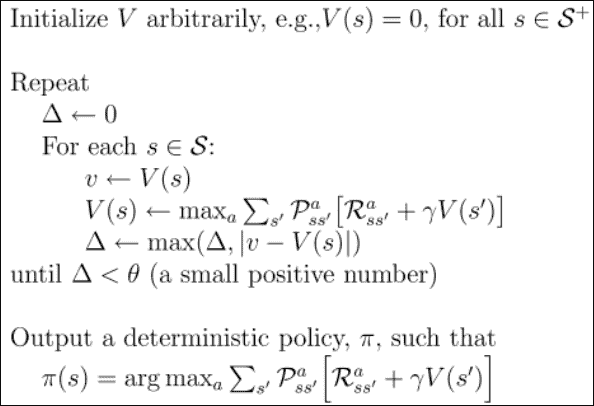 Initialize V arbitrarily, e.g.,V(s) = 0, for all s ∈ 𝒮⁺
Repeat
Δ ← 0
For each s ∈ 𝒮:
v ← V(s)
V(s) ← max_a ∑_{s'} 𝒫^a_{ss'} [ℛ^a_{ss'} + γV(s')]
Δ ← max(Δ, |v − V(s)|)
until Δ < θ (a small positive number)
Output a deterministic policy, π, such that
π(s) = arg max_a ∑_{s'} 𝒫^a_{ss'} [ℛ^a_{ss'} + γV(s')]